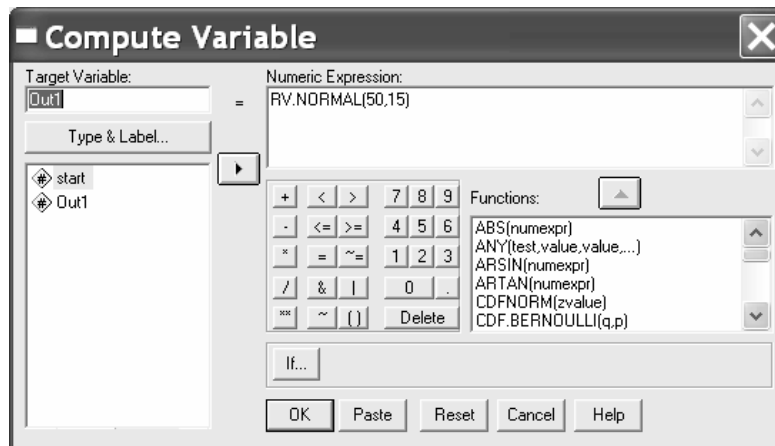 Compute Variable
Target Variable:
Out1
=
Numeric Expression:
RV.NORMAL(50,15)
Type & Label...
start
Out1
+ < > 7 8 9
- <= >= 4 5 6
* = ~= 1 2 3
/ & | 0 .
** ~ () Delete
Functions:
ABS(numexpr)
ANY(test,value,value,...)
ARSIN(numexpr)
ARTAN(numexpr)
CDFNORM(zvalue)
CDF.BERNOULLI(q,p)
If...
OK Paste Reset Cancel Help